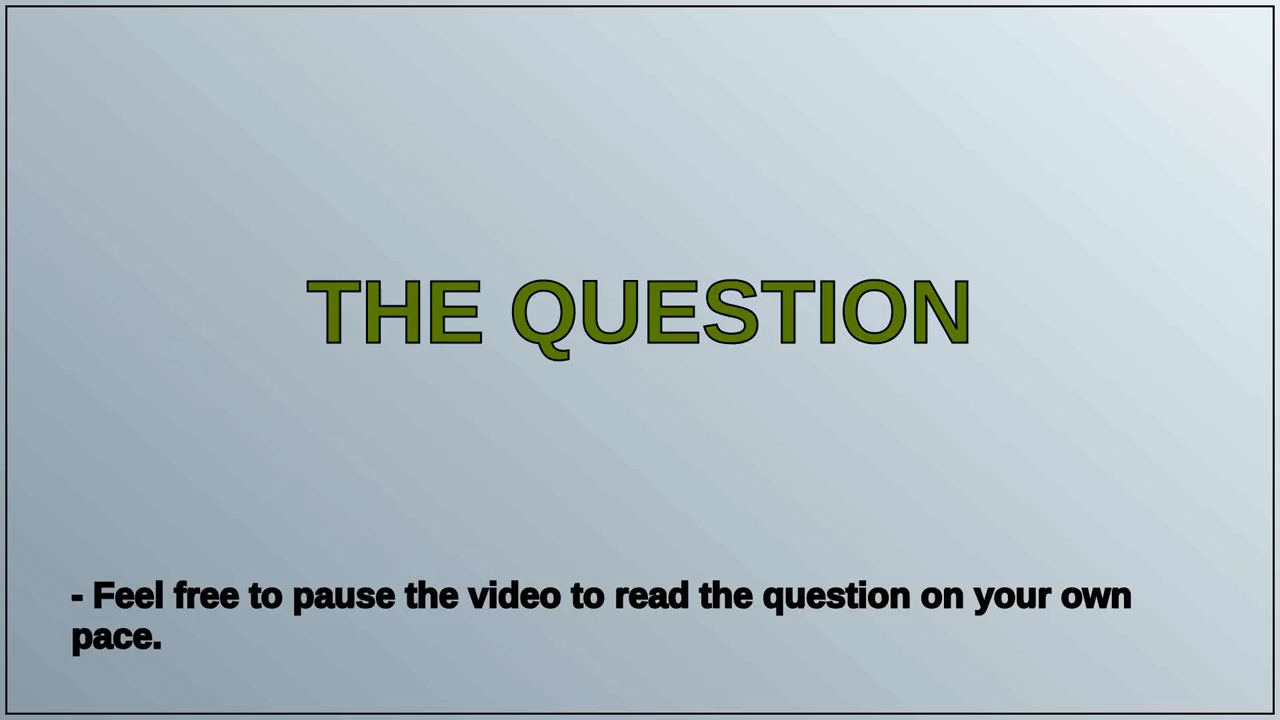 THE QUESTION
- Feel free to pause the video to read the question on your own
pace.